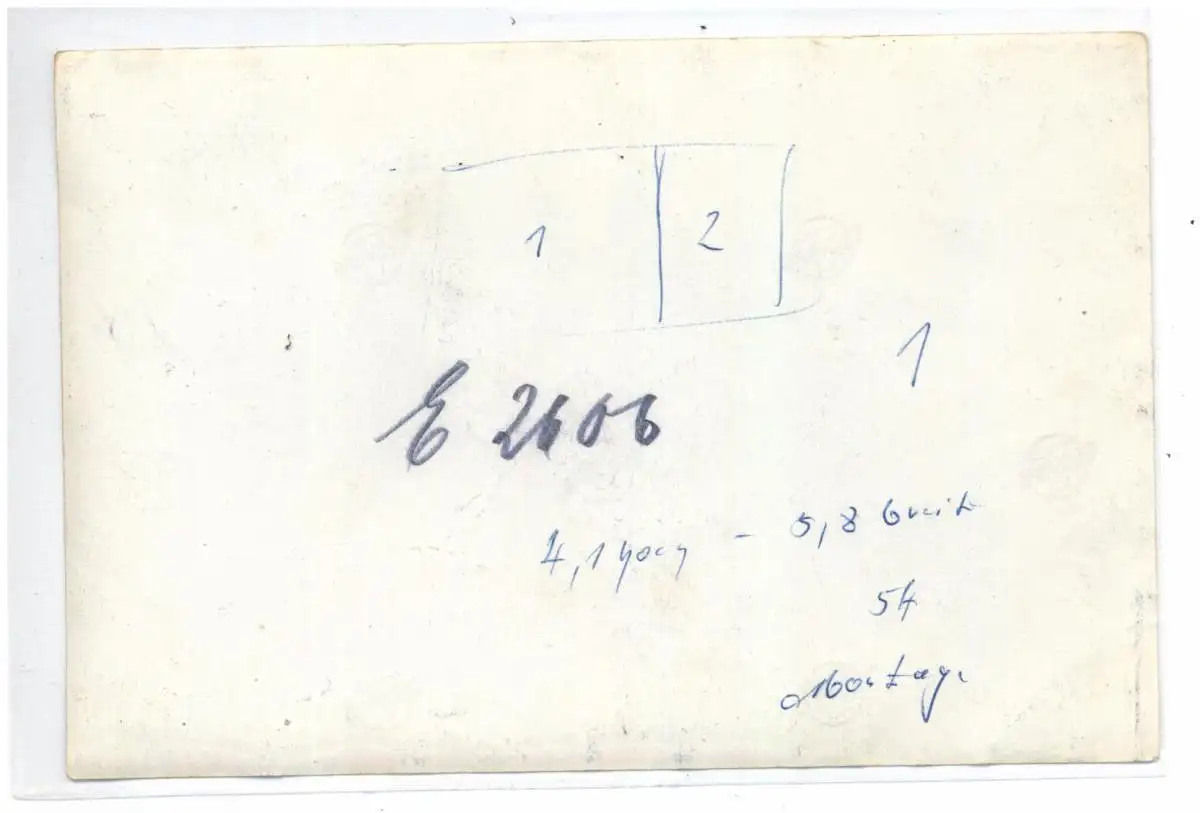 1 2
1
E 2606
4,1 hoch - 5,8 breit
54
Montage